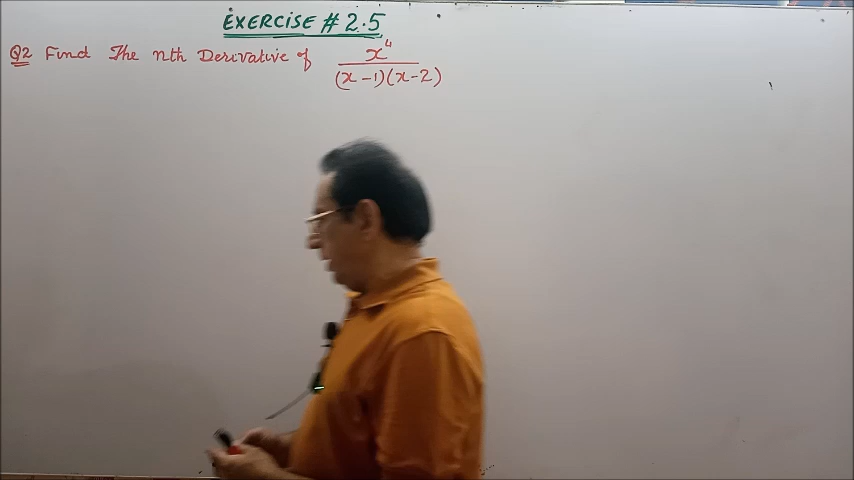 EXERCISE # 2.5
Q2 Find The nth Derivative of x⁴
(x-1)(x-2)